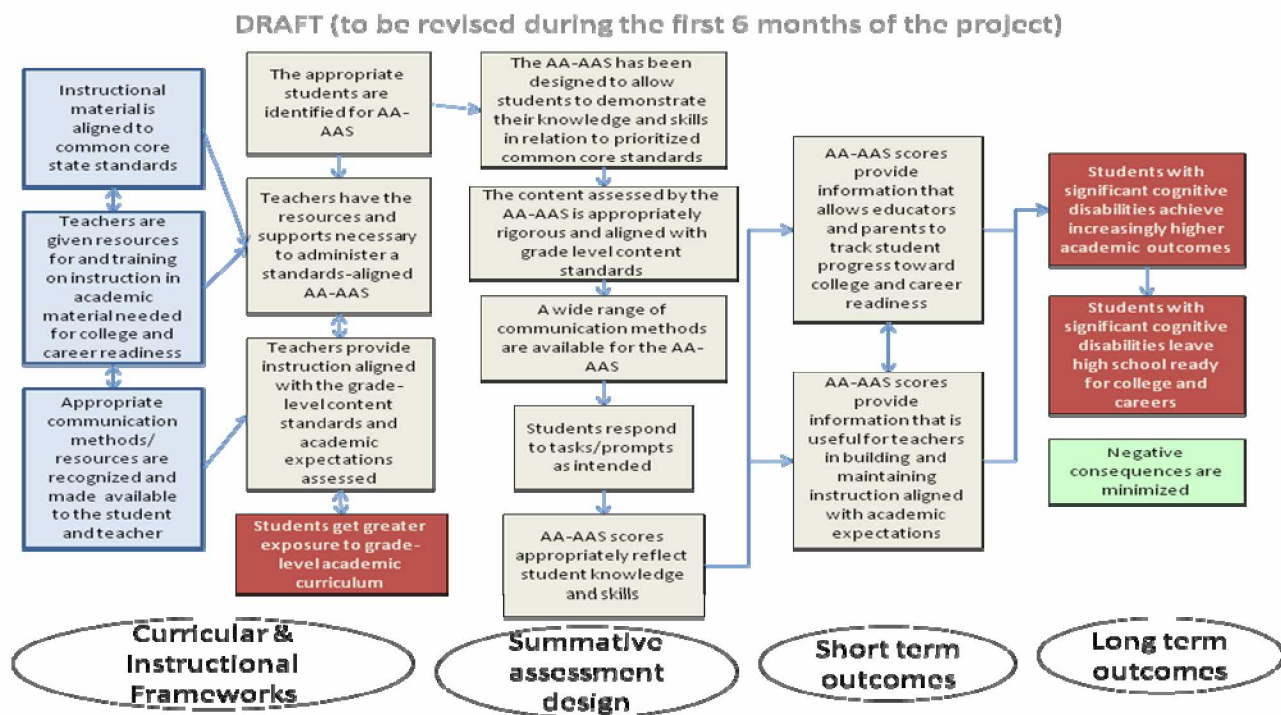 DRAFT (to be revised during the first 6 months of the project)
Instructional
material is
aligned to
common core
state standards
Teachers are
given resources
for and training
on instruction in
academic
material needed
for college and
career readiness
Appropriate
communication
methods/
resources are
recognized and
made available
to the student
and teacher
The appropriate
students are
identified for AA-
AAS
Teachers have the
resources and
supports necessary
to administer a
standards-aligned
AA-AAS
Teachers provide
instruction aligned
with the grade-
level content
standards and
academic
expectations
assessed
Students get greater
exposure to grade-
level academic
curriculum
The AA-AAS has been
designed to allow
students to demonstrate
their knowledge and skills
in relation to prioritized
common core standards
The content assessed by the
AA-AAS is appropriately
rigorous and aligned with
grade level content
standards
A wide range of
communication methods
are available for the AA-
AAS
Students respond
to tasks/prompts
as intended
AA-AAS scores
appropriately reflect
student knowledge
and skills
AA-AAS scores
provide
information that
allows educators
and parents to
track student
progress toward
college and career
readiness
AA-AAS scores
provide
information that is
useful for teachers
in building and
maintaining
instruction aligned
with academic
expectations
Students with
significant cognitive
disabilities achieve
increasingly higher
academic outcomes
Students with
significant cognitive
disabilities leave
high school ready
for college and
careers
Negative
consequences are
minimized
Curricular &
Instructional
Frameworks
Summative
assessment
design
Short term
outcomes
Long term
outcomes